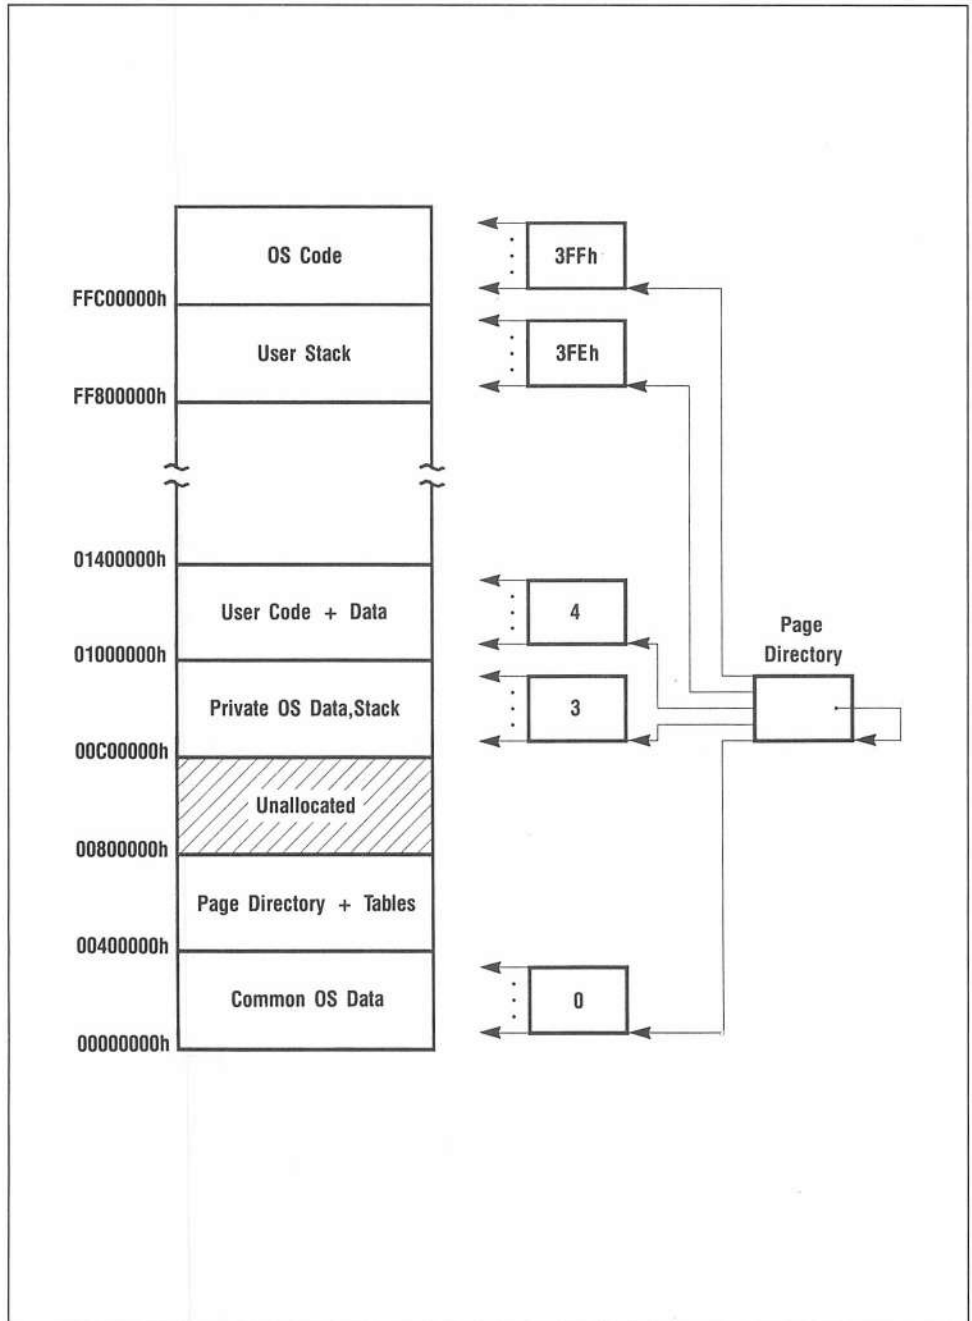 OS Code
3FFh
FFC00000h
User Stack
3FEh
FF800000h
01400000h
User Code + Data
4
Page
Directory
01000000h
Private OS Data,Stack
3
00C00000h
Unallocated
00800000h
Page Directory + Tables
00400000h
Common OS Data
0
00000000h